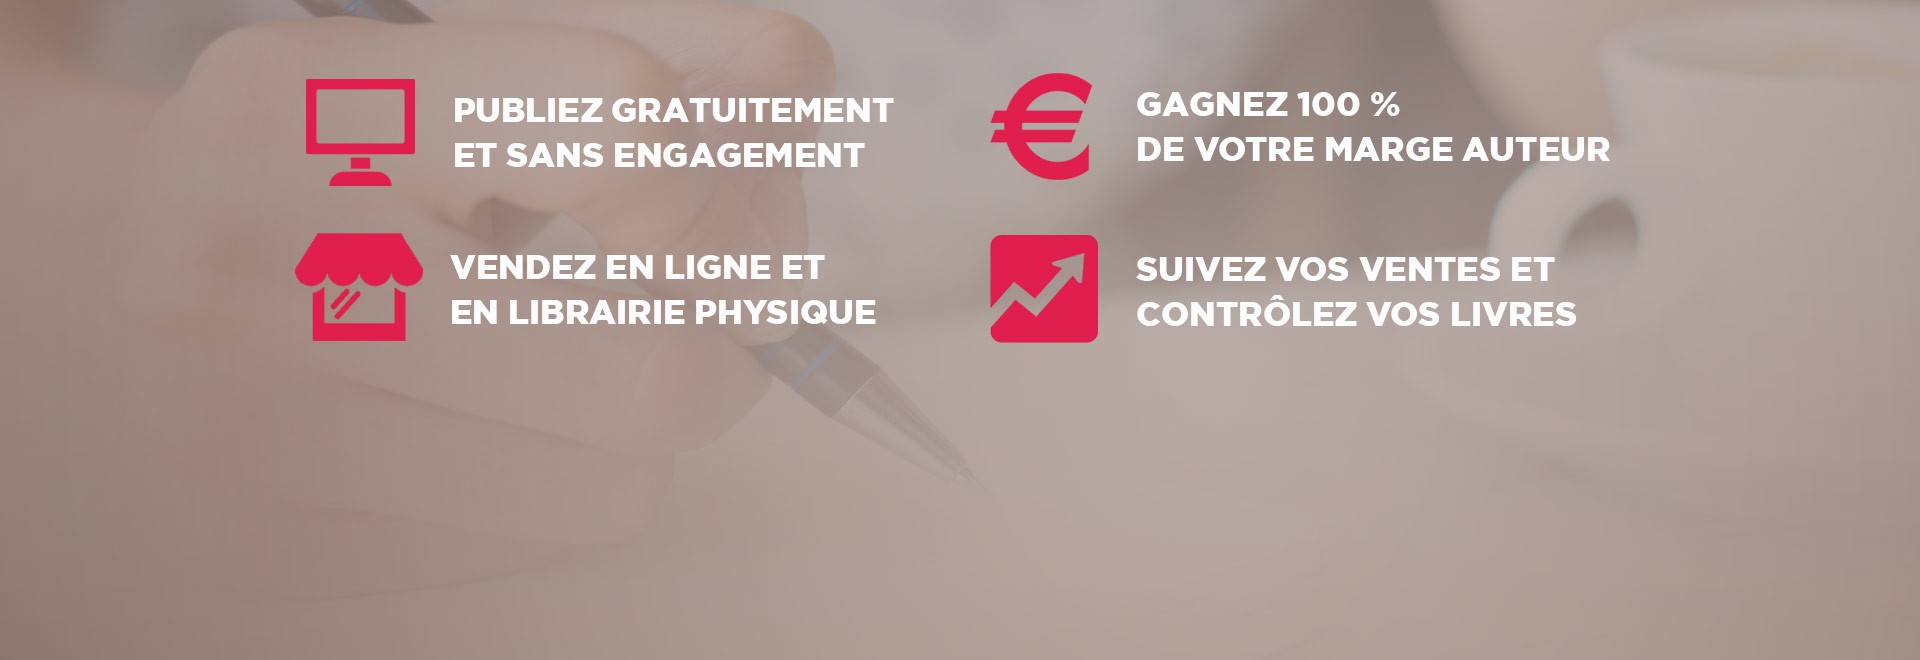 PUBLIEZ GRATUITEMENT
ET SANS ENGAGEMENT
GAGNEZ 100 %
DE VOTRE MARGE AUTEUR
VENDEZ EN LIGNE ET
EN LIBRAIRIE PHYSIQUE
SUIVEZ VOS VENTES ET
CONTRÔLEZ VOS LIVRES